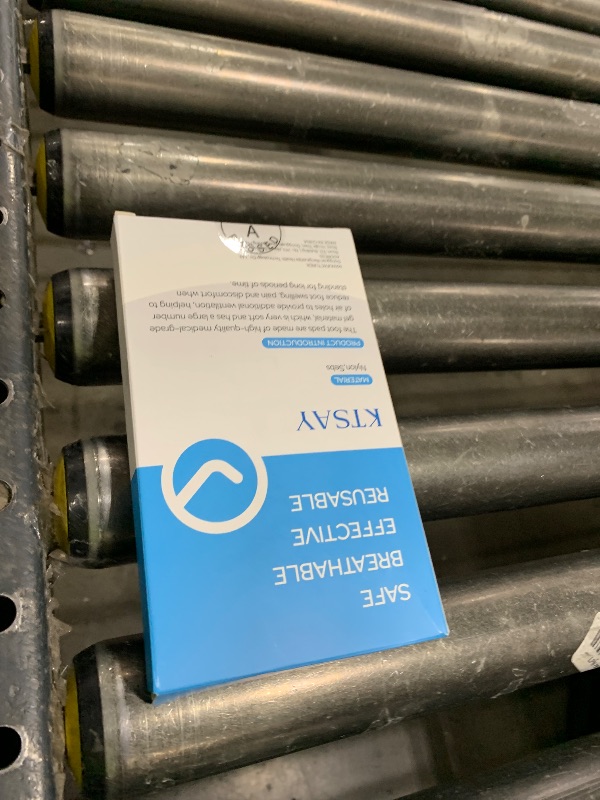 SAFE
BREATHABLE
EFFECTIVE
REUSABLE
KTSAY
MATERIAL
Nylon,Sebs
PRODUCT INTRODUCTION
The foot pads are made of high-quality medical-grade
gel material, which is very soft and has a large number
of air holes to provide additional ventilation, helping to
reduce foot swelling, pain and discomfort when
standing for long periods of time.
A